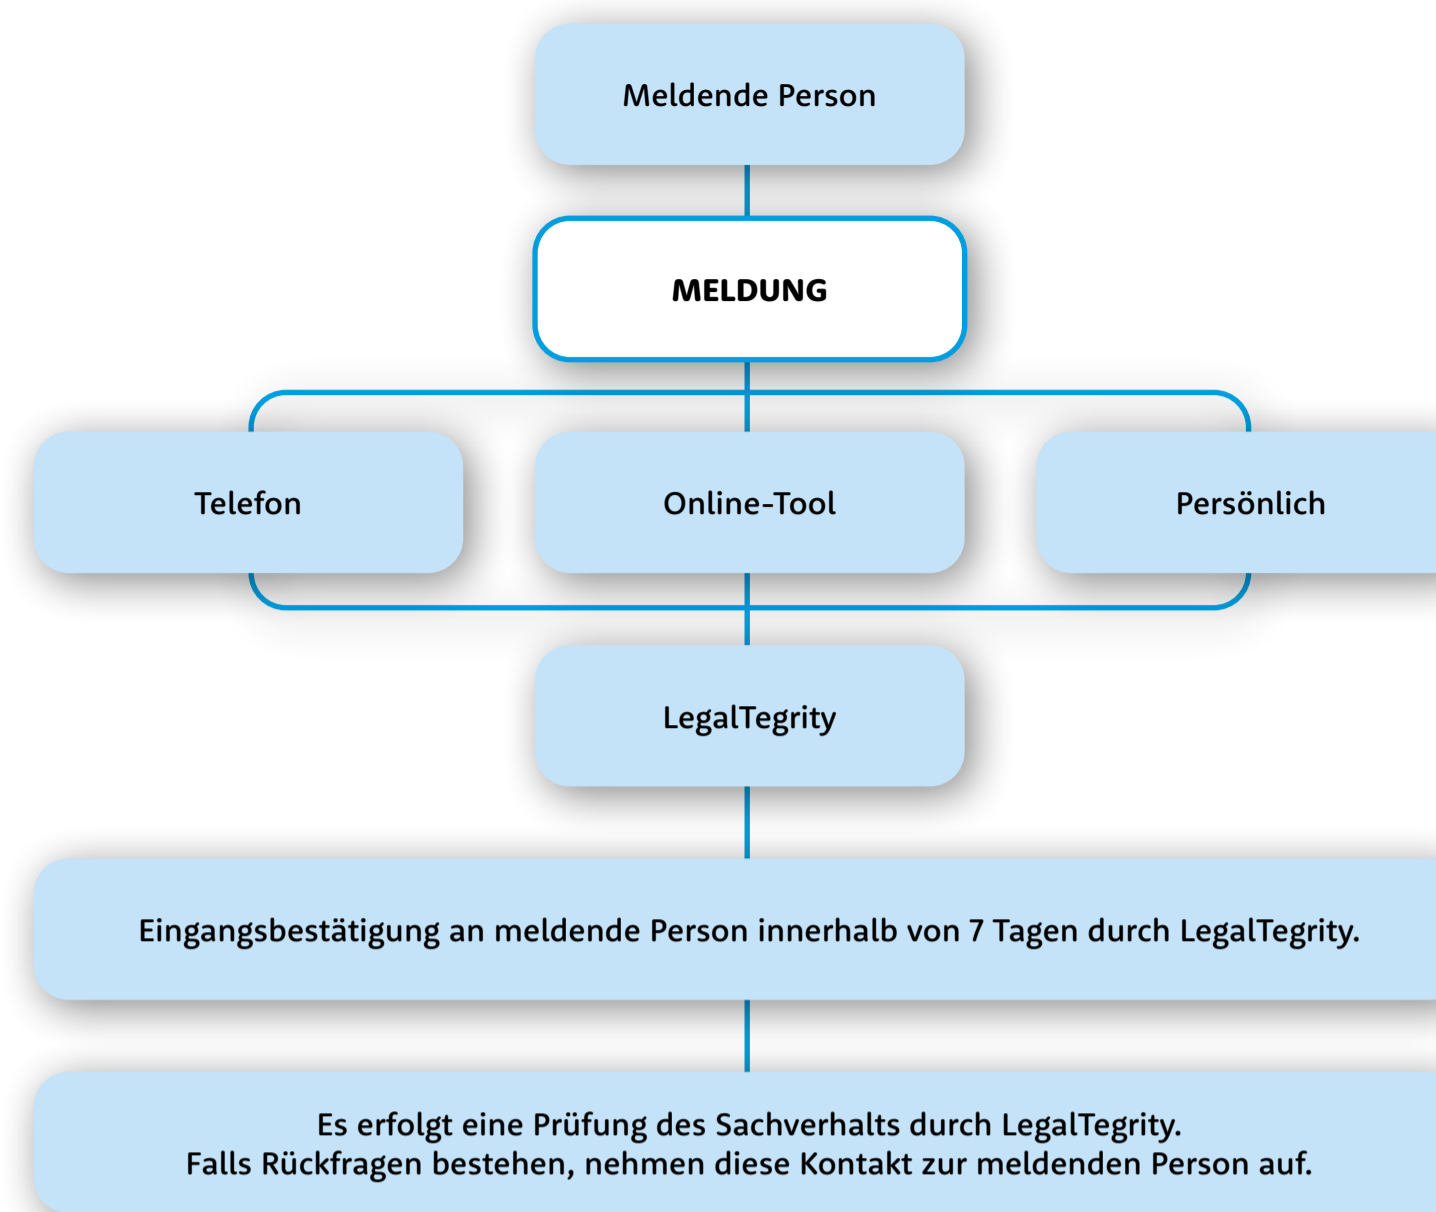 Meldende Person
MELDUNG
Telefon
Online-Tool
Persönlich
LegalTegrity
Eingangsbestätigung an meldende Person innerhalb von 7 Tagen durch LegalTegrity.
Es erfolgt eine Prüfung des Sachverhalts durch LegalTegrity.
Falls Rückfragen bestehen, nehmen diese Kontakt zur meldenden Person auf.